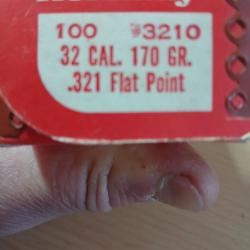 100 #3210
32 CAL. 170 GR.
.321 Flat Point